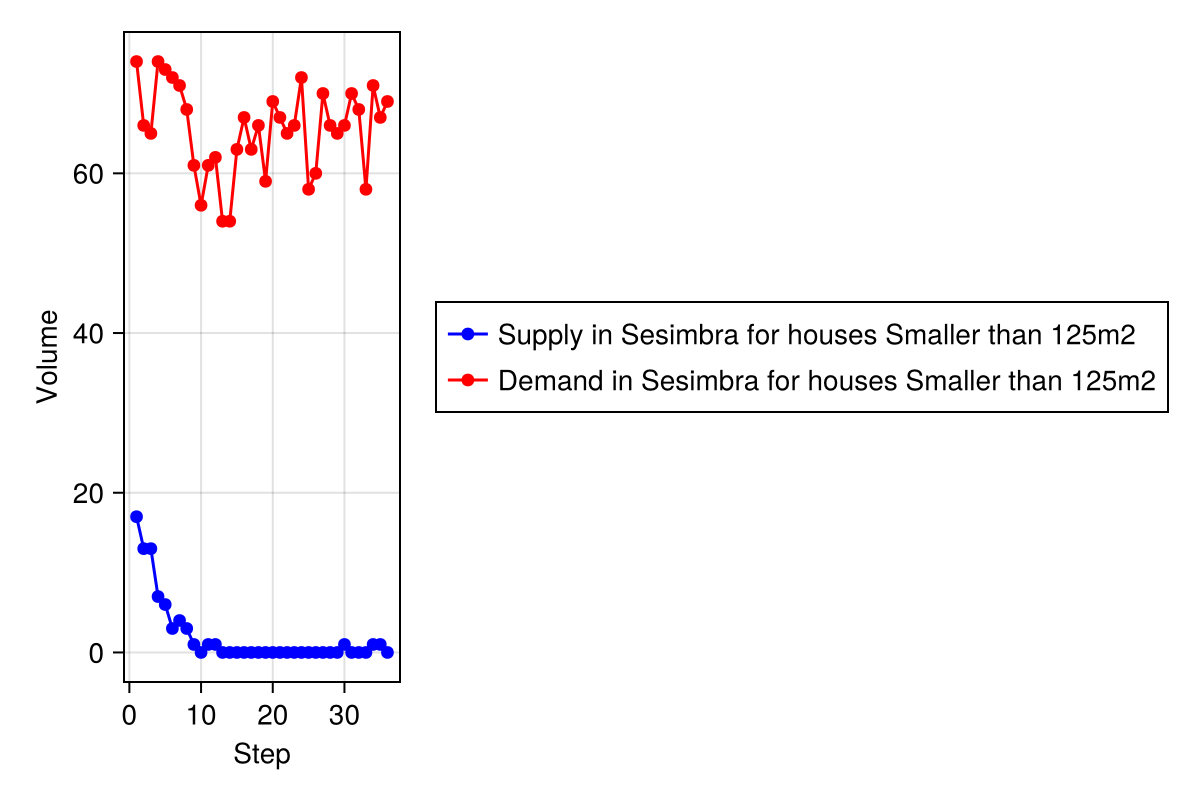 60
40
20
0
Volume
0 10 20 30
Step
Supply in Sesimbra for houses Smaller than 125m2
Demand in Sesimbra for houses Smaller than 125m2